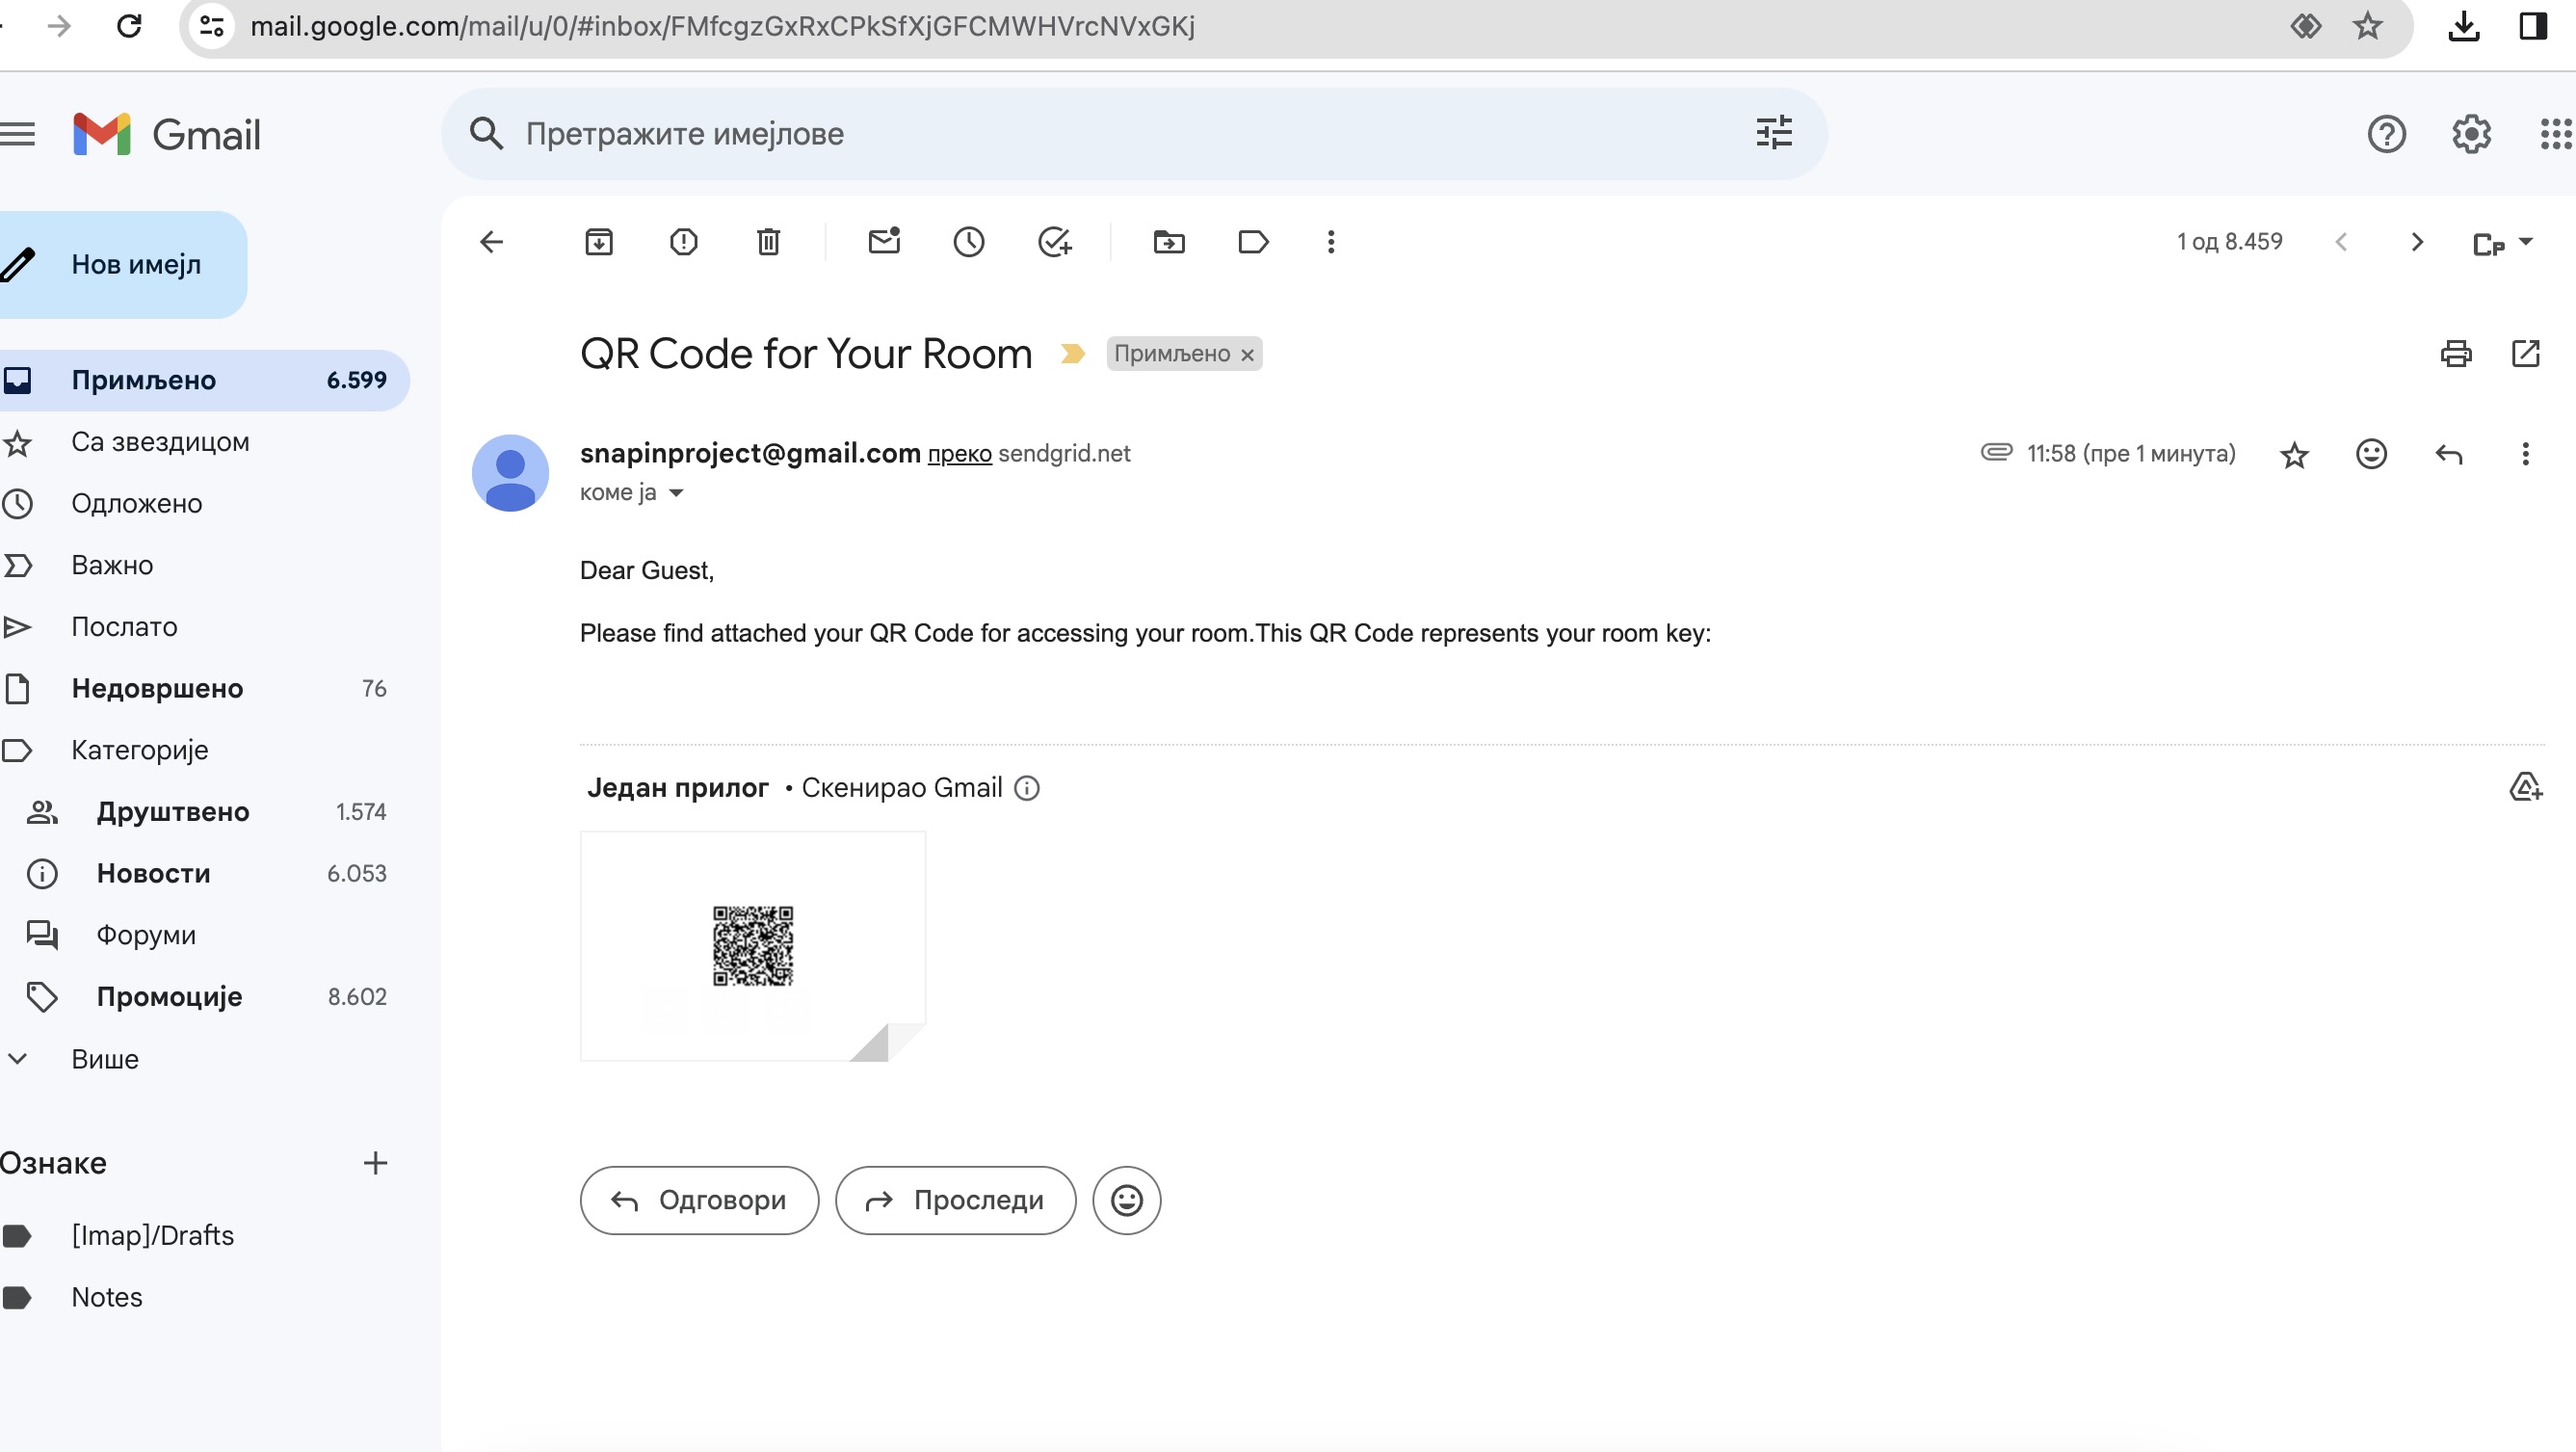 mail.google.com/mail/u/0/#inbox/FMfcgzGxRxCPkSfXjGFCMWHVrcNVxGKj
Gmail
Претражите имејлове
Нов имејл
1 од 8.459
Ср
QR Code for Your Room
Примљено ×
Примљено 6.599
Са звездицом
Одложено
Важно
Послато
Недовршено 76
Категорије
Друштвено 1.574
Новости 6.053
Форуми
Промоције 8.602
Више
Ознаке +
[Imap]/Drafts
Notes
snapinproject@gmail.com преко sendgrid.net
11:58 (пре 1 минута)
коме ја
Dear Guest,
Please find attached your QR Code for accessing your room.This QR Code represents your room key:
Један прилог • Скенирао Gmail
Одговори
Проследи